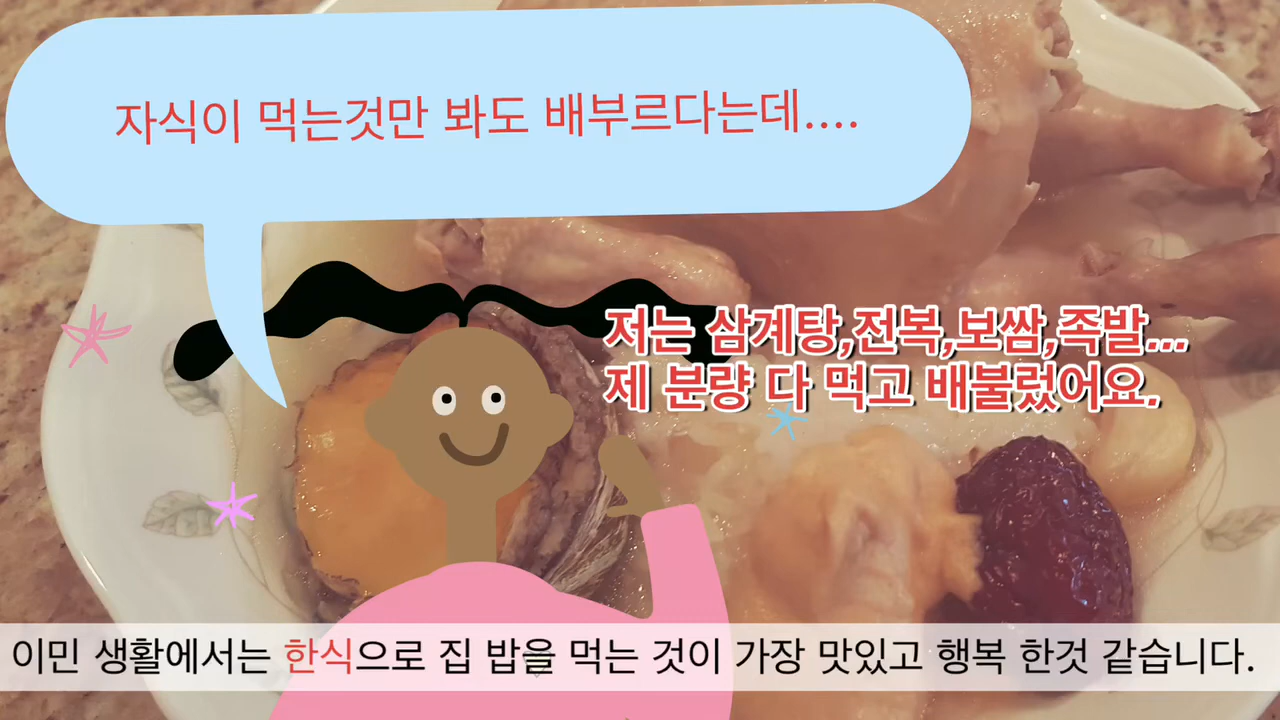 자식이 먹는것만 봐도 배부르다는데....
저는 삼계탕,전복,보쌈,족발...
제 분량 다 먹고 배불렀어요.
이민 생활에서는 한식으로 집 밥을 먹는 것이 가장 맛있고 행복 한것 같습니다.